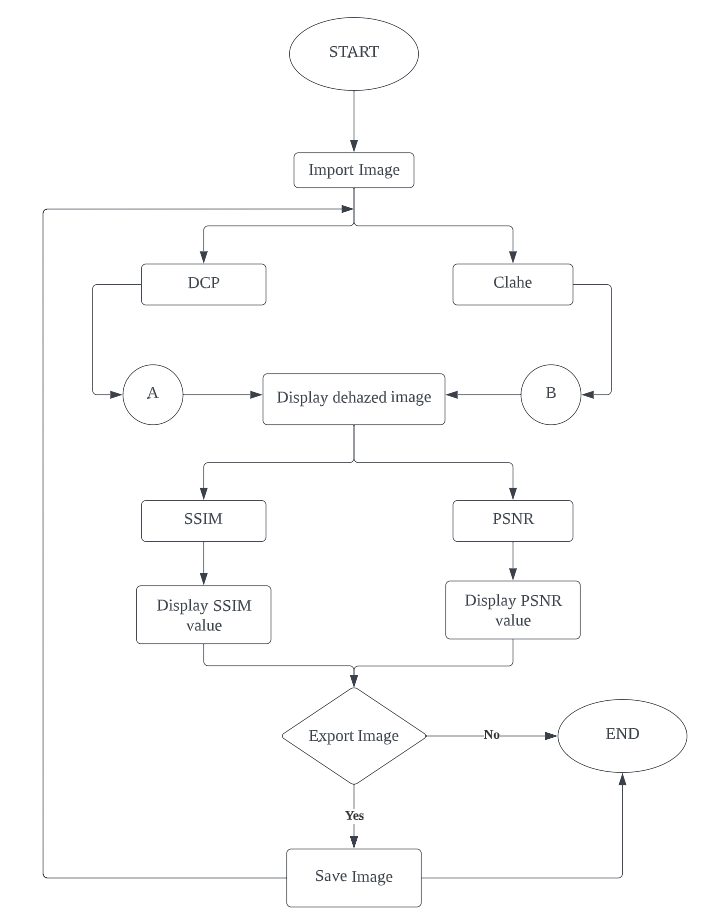 START
Import Image
DCP
Clahe
A
Display dehazed image
B
SSIM
PSNR
Display SSIM
value
Display PSNR
value
Export Image
No
END
Yes
Save Image